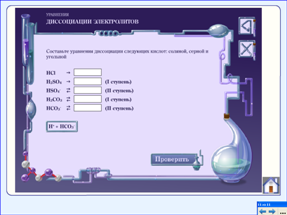 УРАВНЕНИЯ
ДИССОЦИАЦИИ ЭЛЕКТРОЛИТОВ
Составьте уравнения диссоциации следующих кислот: соляной, серной и
угольной
HCl →
H₂SO₄ → (I ступень)
HSO₄⁻ ⇄ (II ступень)
H₂CO₃ ⇄ (I ступень)
HCO₃⁻ ⇄ (II ступень)
H⁺ + HCO₃⁻
Проверить